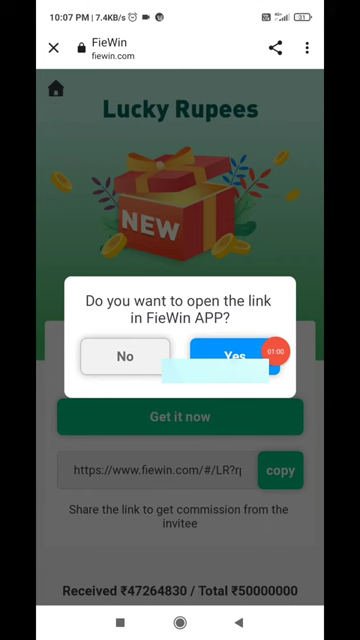 10:07 PM | 7.4KB/s
31
FieWin
fiewin.com
Lucky Rupees
NEW
Do you want to open the link
in FieWin APP?
No
Yes
01:00
Get it now
https://www.fiewin.com/#/LR?r
copy
Share the link to get commission from the
invitee
Received ₹47264830 / Total ₹50000000